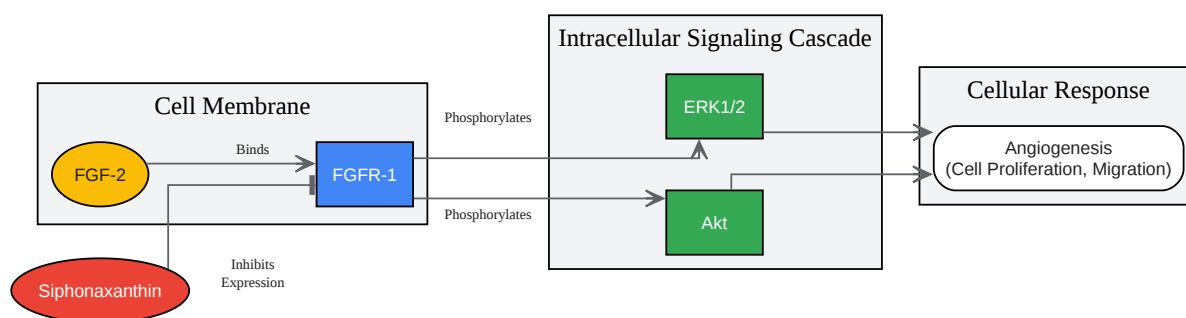 Intracellular Signaling Cascade
Cell Membrane
Cellular Response
Phosphorylates
ERK1/2
Binds
FGF-2
FGFR-1
Angiogenesis
(Cell Proliferation, Migration)
Phosphorylates
Akt
Inhibits
Expression
Siphonaxanthin